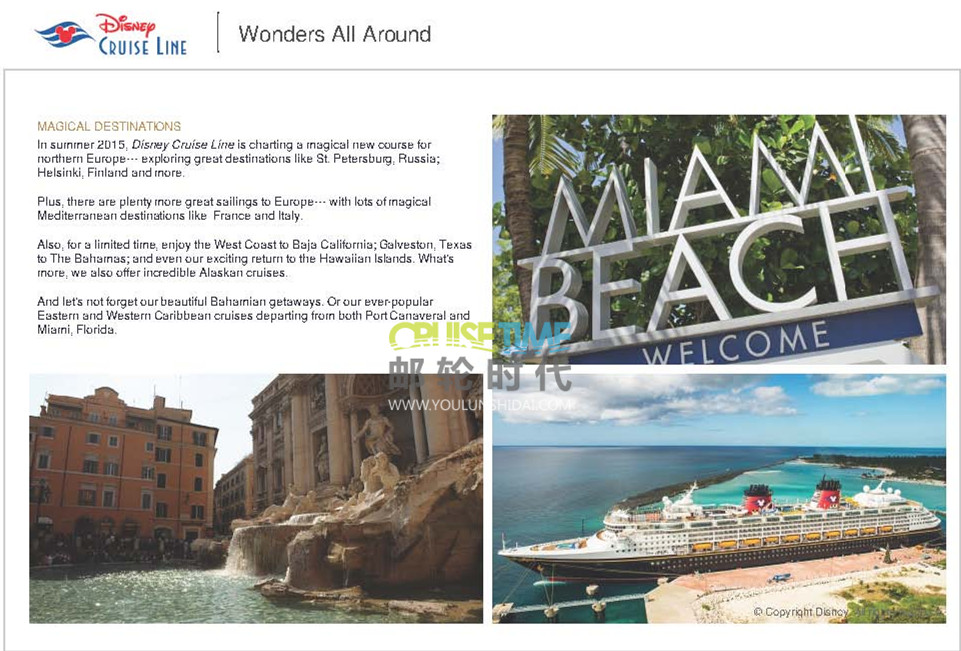 Disney
CRUISE LINE
Wonders All Around
MAGICAL DESTINATIONS
In summer 2015, Disney Cruise Line is charting a magical new course for
northern Europe--- exploring great destinations like St. Petersburg, Russia;
Helsinki, Finland and more.
Plus, there are plenty more great sailings to Europe--- with lots of magical
Mediterranean destinations like France and Italy.
Also, for a limited time, enjoy the West Coast to Baja California; Galveston, Texas
to The Bahamas; and even our exciting return to the Hawaiian Islands. What's
more, we also offer incredible Alaskan cruises.
And let's not forget our beautiful Bahamian getaways. Or our ever-popular
Eastern and Western Caribbean cruises departing from both Port Canaveral and
Miami, Florida.
MIAMI
BEACH
WELCOME
CRUISETIME
邮轮时代
WWW.YOULUNSHIDAI.COM
© Copyright Disney. All